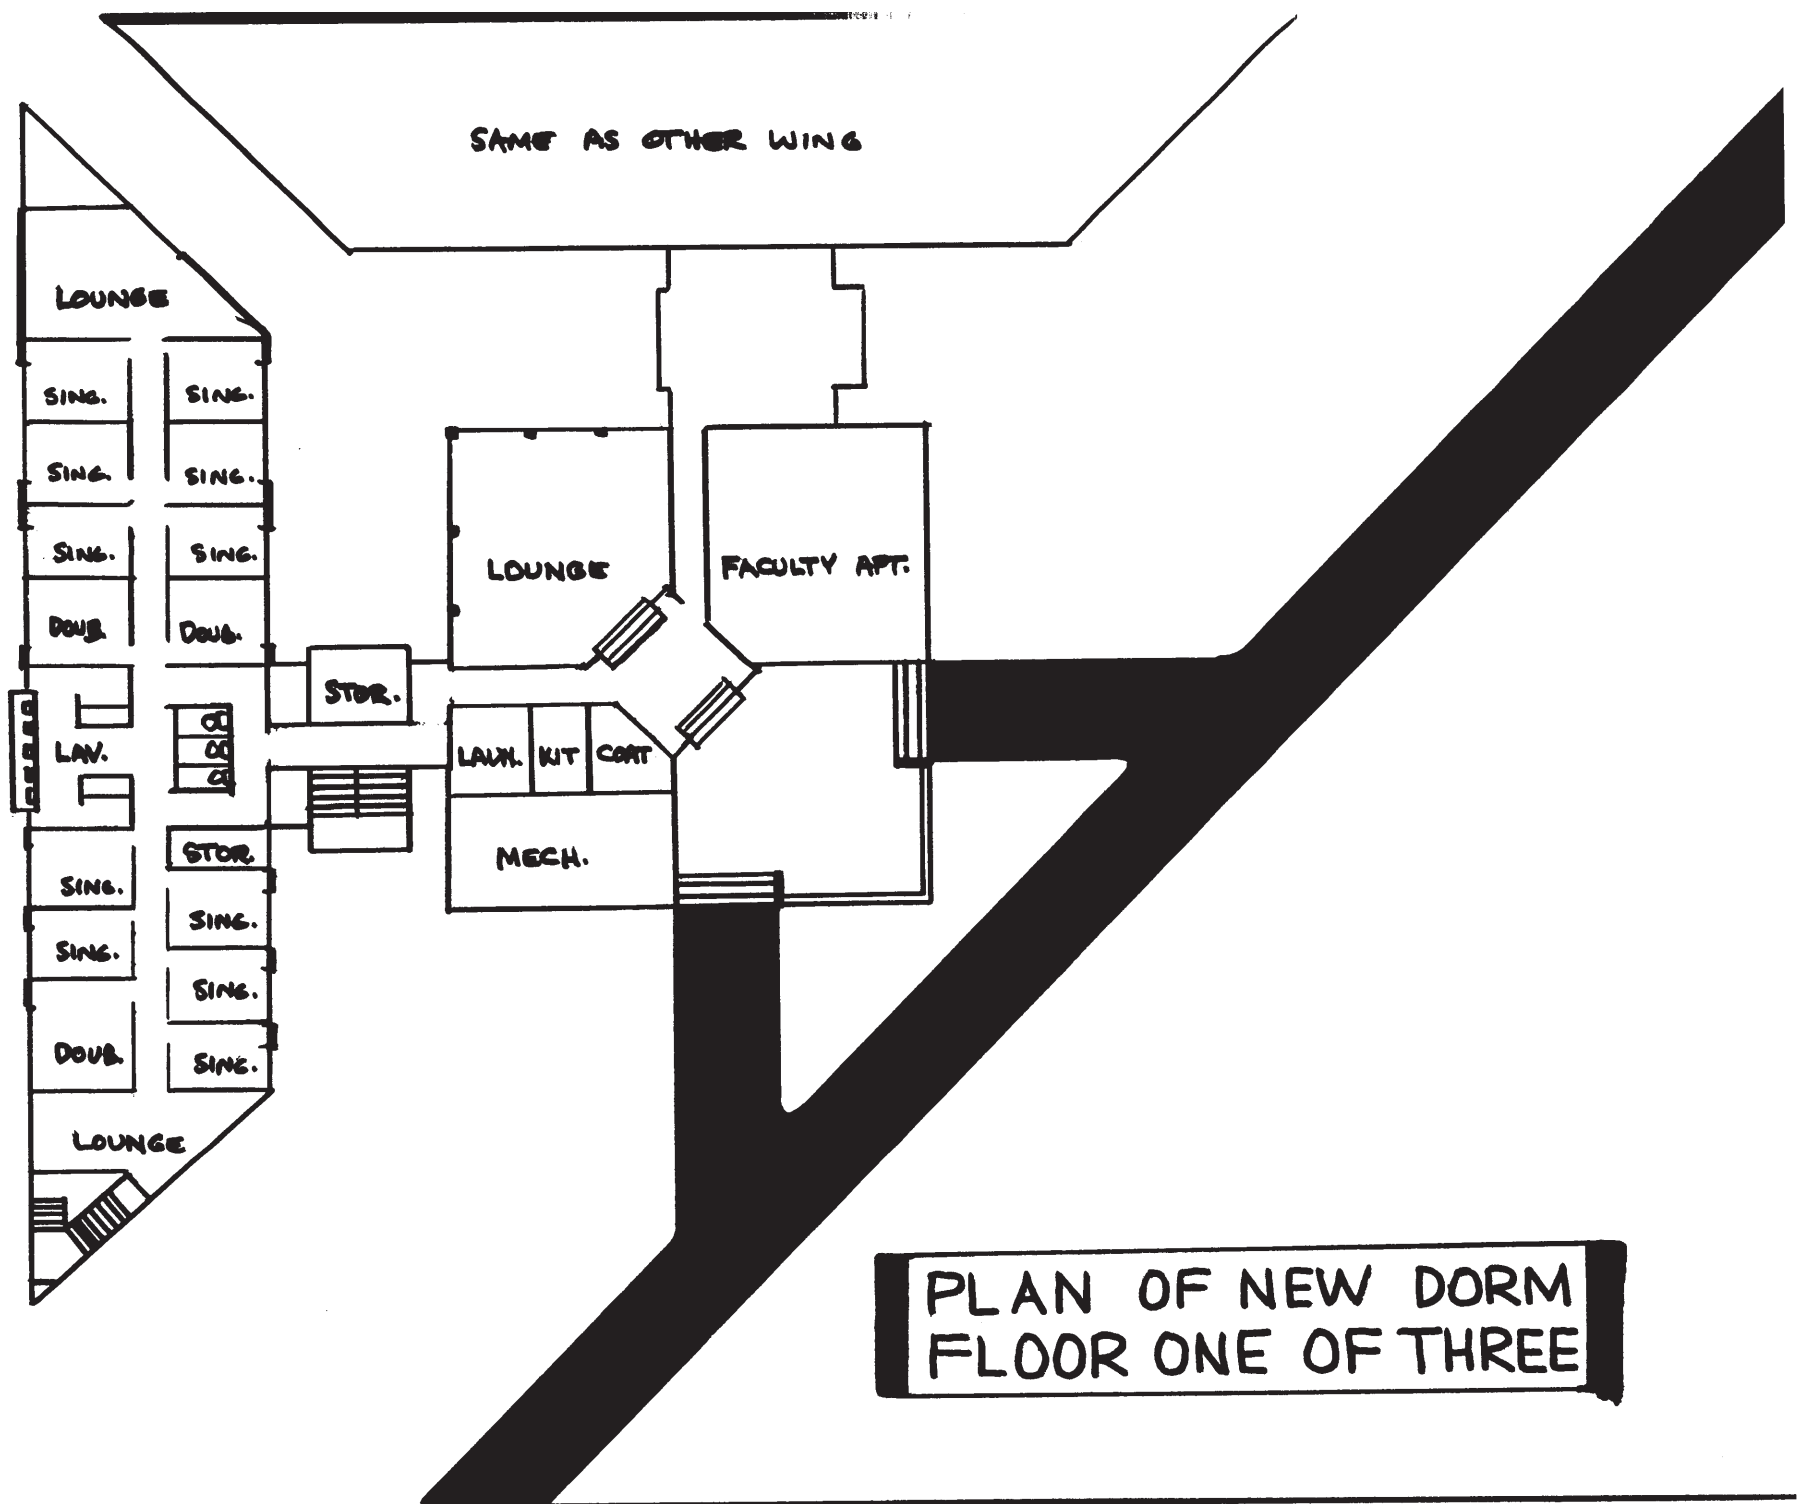 SAME AS OTHER WING
LOUNGE
SING. SING.
SING. SING.
SING. SING.
DOUB. DOUB.
LAV.
STOR.
SING.
SING.
SING.
SING.
DOUB.
SING.
LOUNGE
STOR.
LOUNGE
FACULTY APT.
LAUN. KIT COAT
MECH.
PLAN OF NEW DORM
FLOOR ONE OF THREE